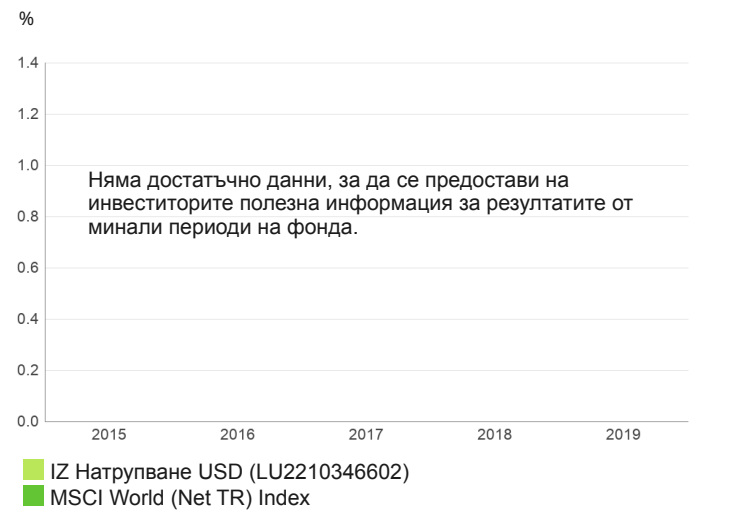 %
1.4
1.2
1.0
Няма достатъчно данни, за да се предостави на
инвеститорите полезна информация за резултатите от
минали периоди на фонда.
0.8
0.6
0.4
0.2
0.0
2015 2016 2017 2018 2019
IZ Натрупване USD (LU2210346602)
MSCI World (Net TR) Index